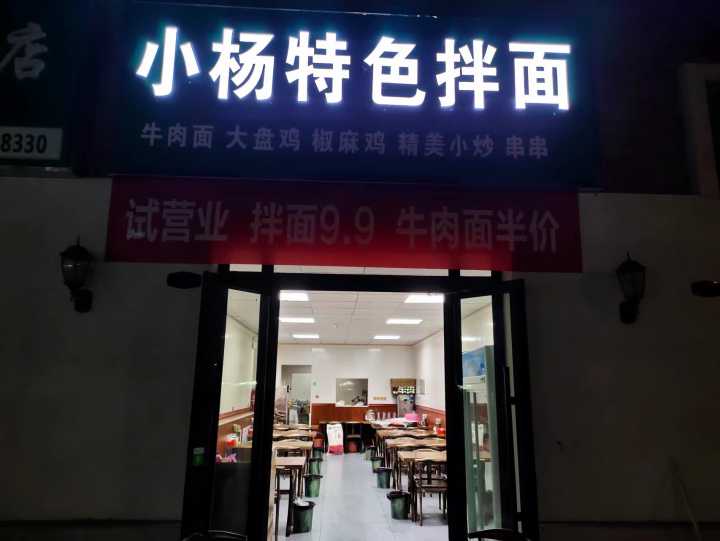 店
8330
小杨特色拌面
牛肉面 大盘鸡 椒麻鸡 精美小炒 串串
试营业 拌面9.9 牛肉面半价